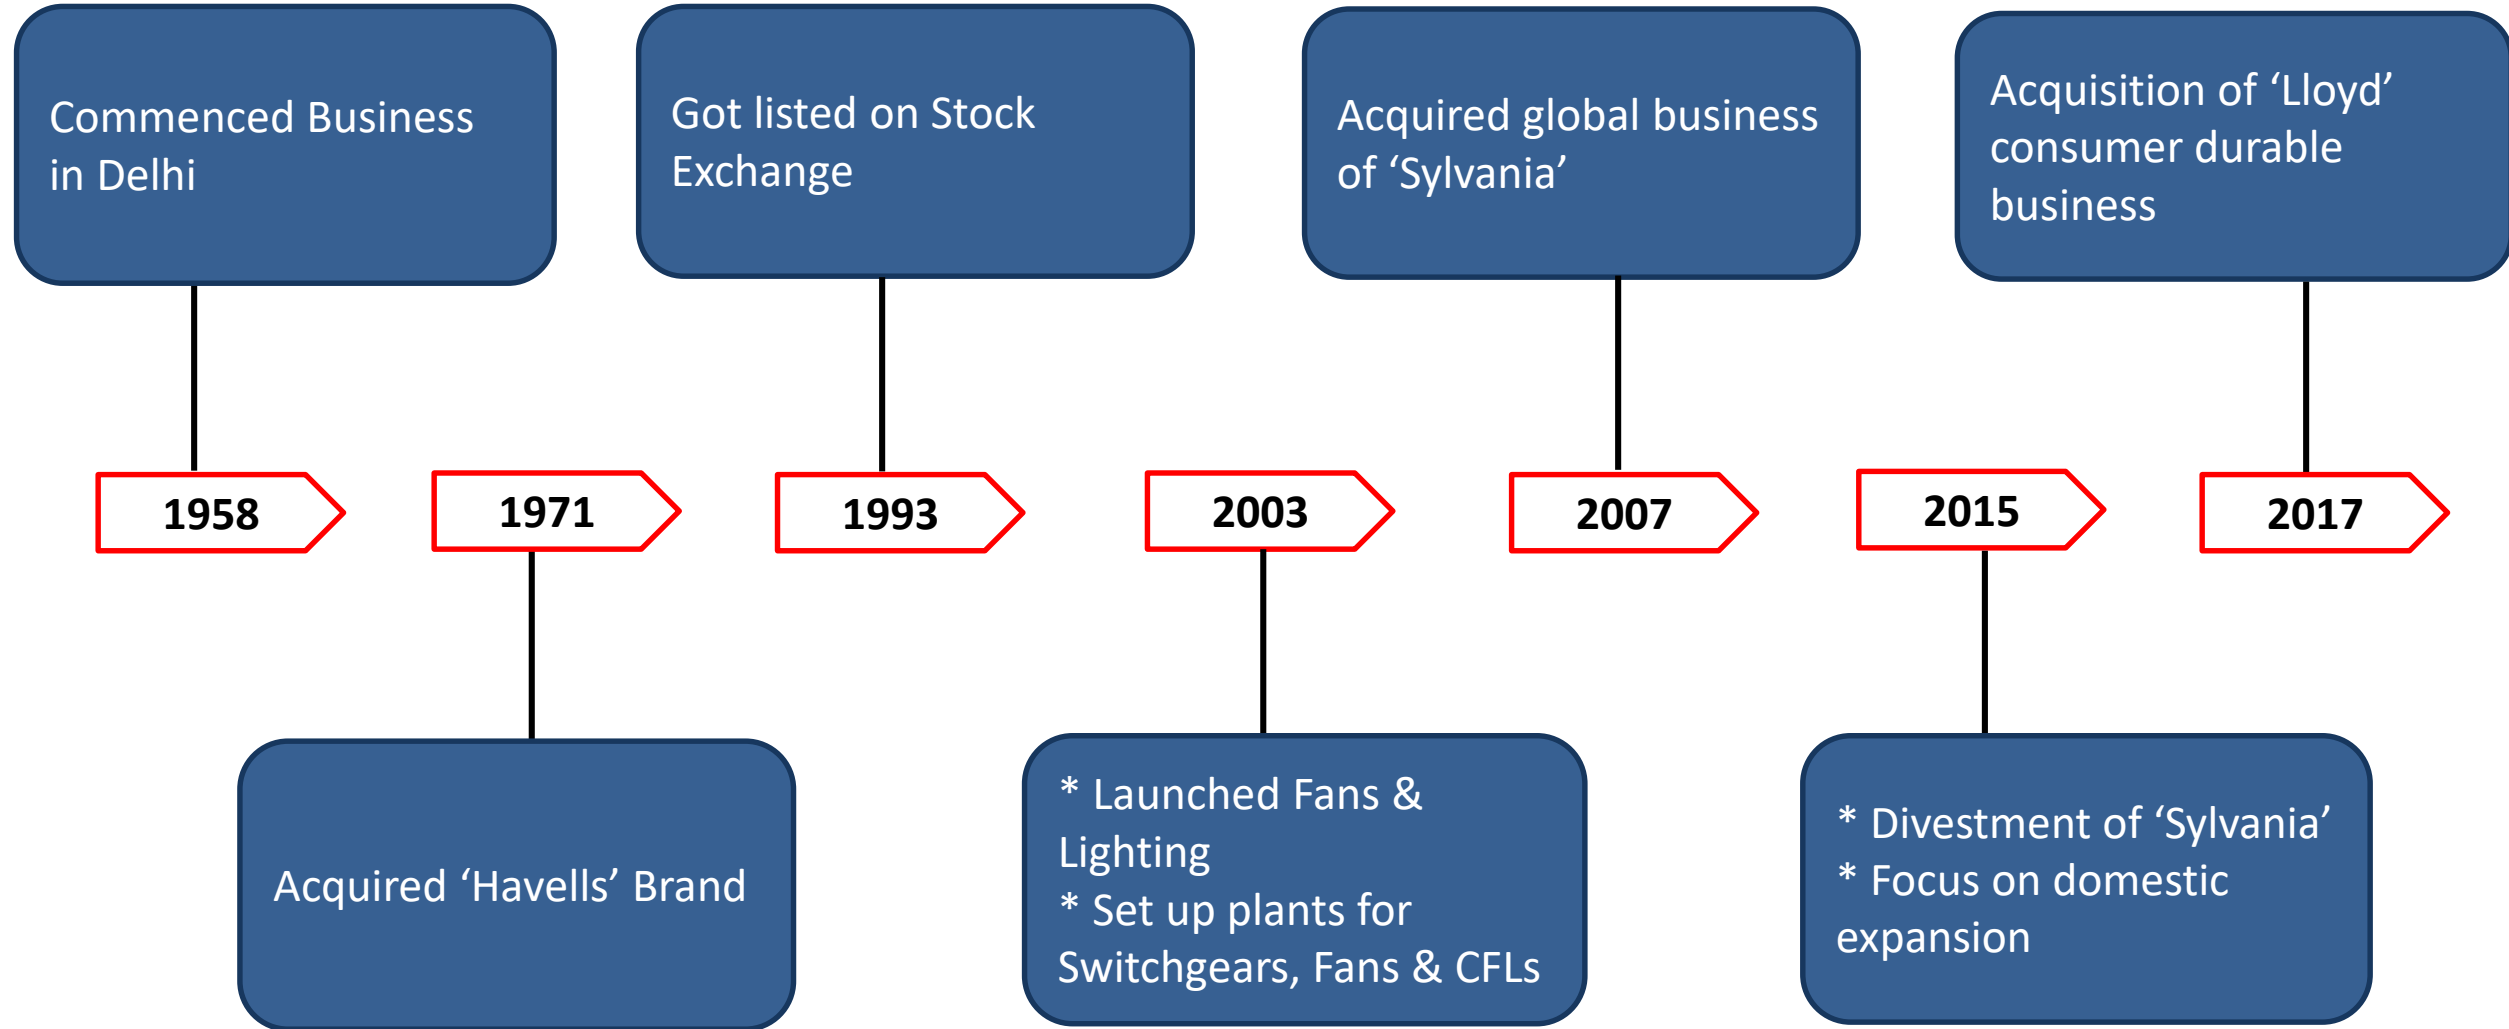 Commenced Business
in Delhi
Got listed on Stock
Exchange
Acquired global business
of ‘Sylvania’
Acquisition of ‘Lloyd’
consumer durable
business
1958
1971
1993
2003
2007
2015
2017
Acquired ‘Havells’ Brand
* Launched Fans &
Lighting
* Set up plants for
Switchgears, Fans & CFLs
* Divestment of ‘Sylvania’
* Focus on domestic
expansion